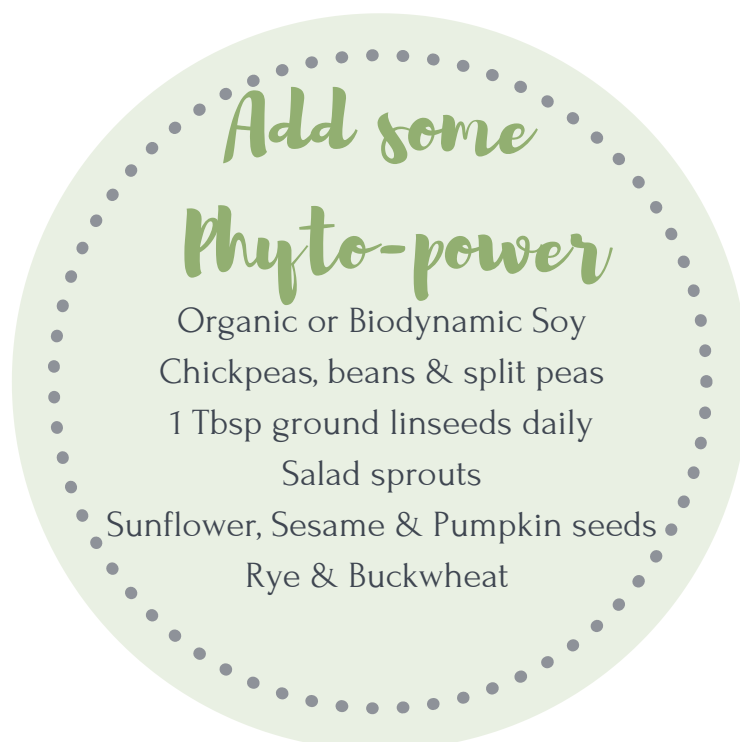 Add some
Phyto-power
Organic or Biodynamic Soy
Chickpeas, beans & split peas
1 Tbsp ground linseeds daily
Salad sprouts
Sunflower, Sesame & Pumpkin seeds
Rye & Buckwheat